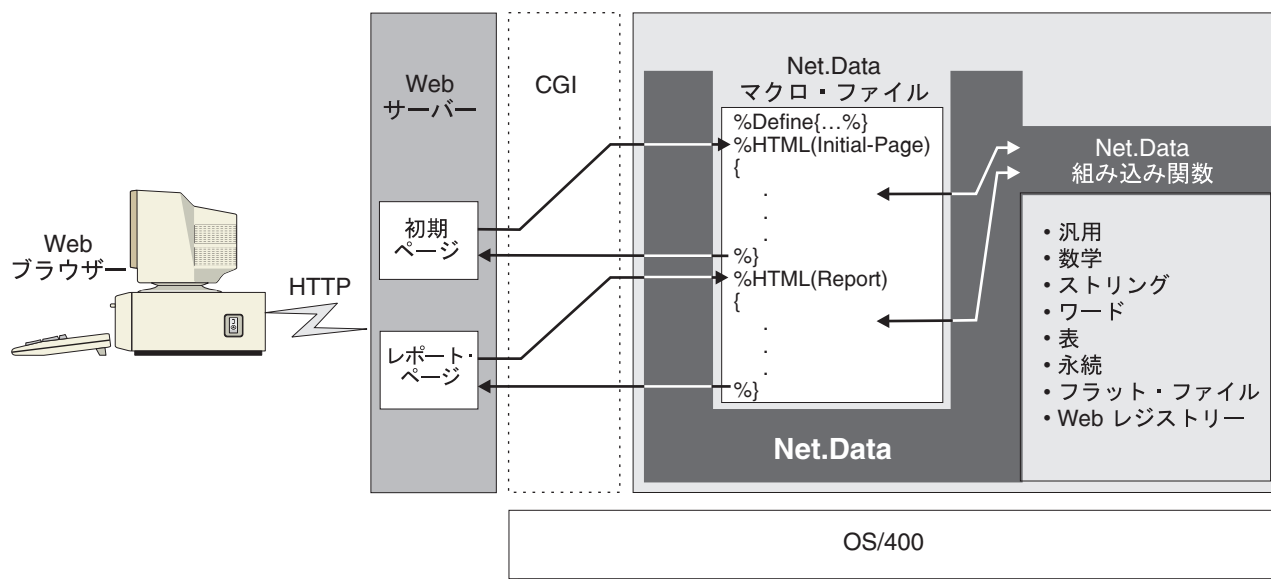 Web
ブラウザー
HTTP
Web
サーバー
初期
ページ
レポート・
ページ
CGI
Net.Data
マクロ・ファイル
%Define{...%}
%HTML(Initial-Page)
{
.
.
.
%}
%HTML(Report)
{
.
.
.
%}
Net.Data
Net.Data
組み込み関数
• 汎用
• 数学
• ストリング
• ワード
• 表
• 永続
• フラット・ファイル
• Web レジストリー
OS/400